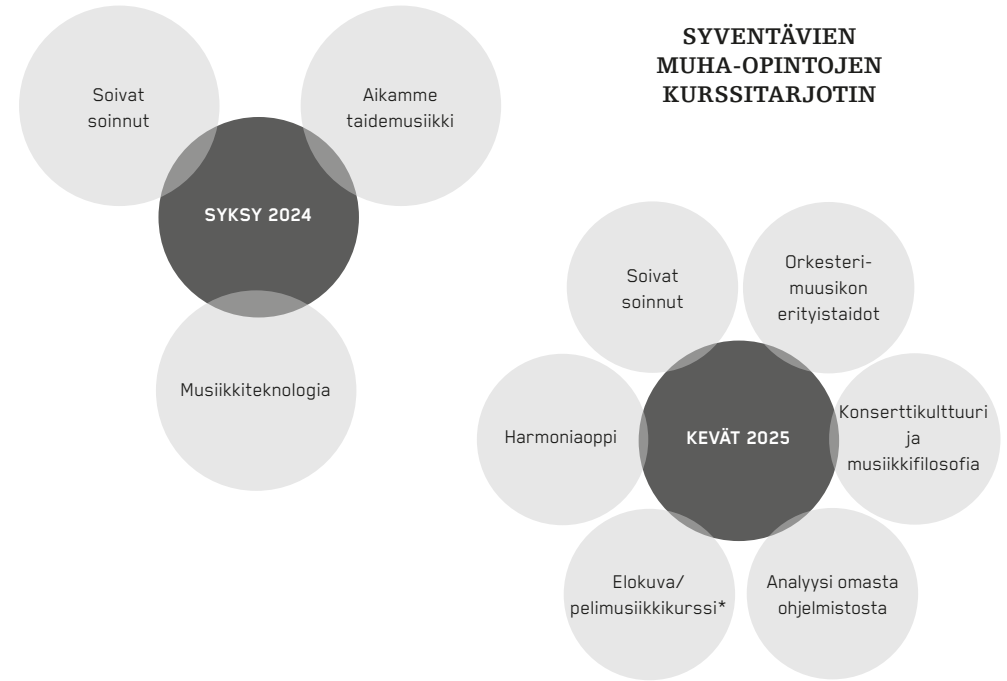 SYVENTÄVIEN
MUHA-OPINTOJEN
KURSSITARJOTIN
Soivat
soinnut
Aikamme
taidemusiikki
SYKSY 2024
Musiikkiteknologia
Soivat
soinnut
Orkesteri-
muusikon
erityistaidot
Harmoniaoppi
KEVÄT 2025
Konserttikulttuuri
ja
musiikkifilosofia
Elokuva/
pelimusiikkikurssi*
Analyysi omasta
ohjelmistosta